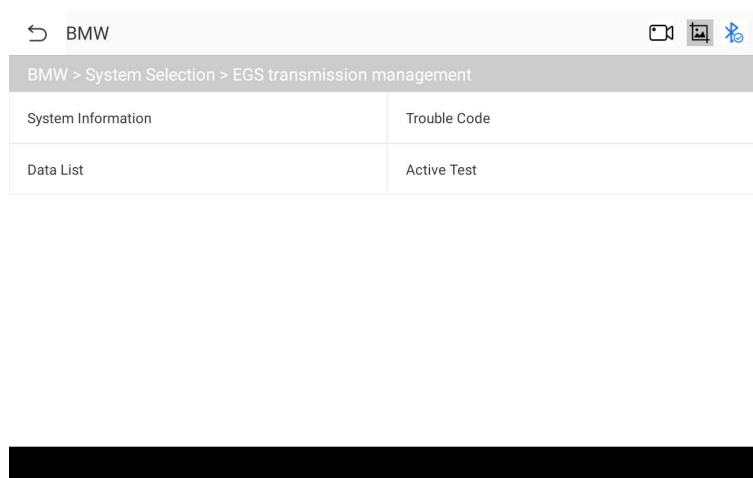 BMW
BMW > System Selection > EGS transmission management
System Information
Trouble Code
Data List
Active Test